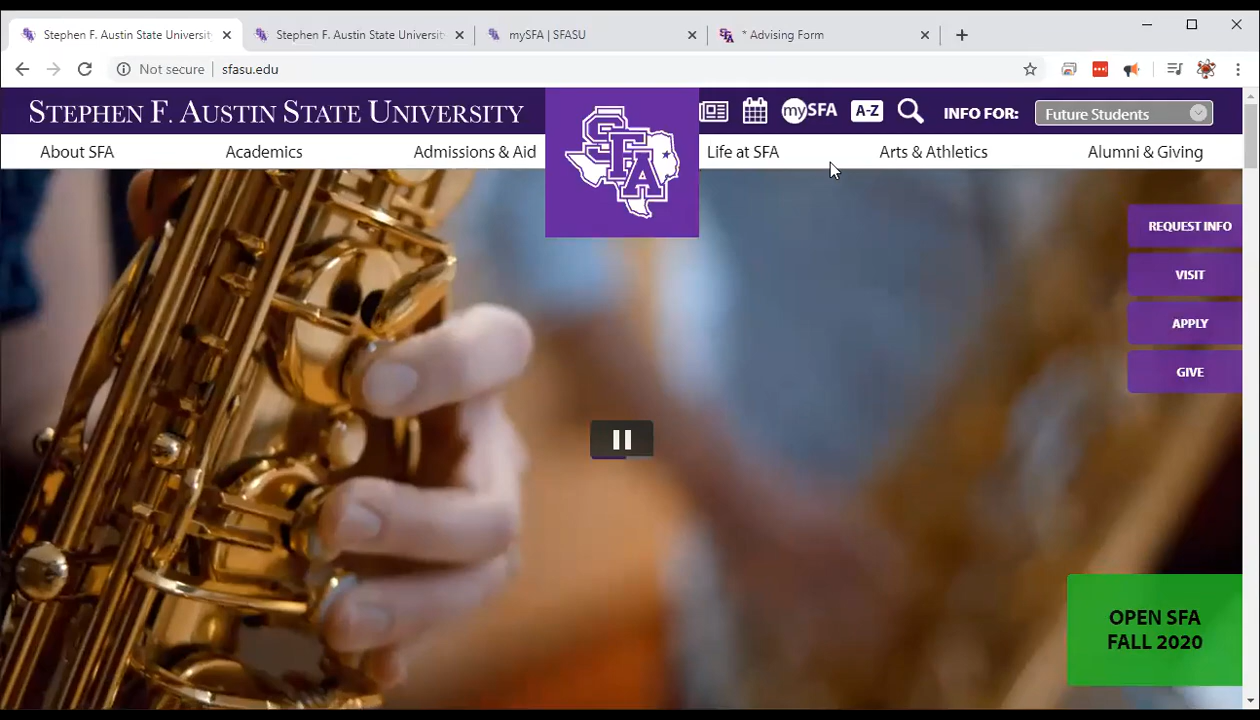 Stephen F. Austin State University
Stephen F. Austin State University
mySFA | SFASU
* Advising Form
Not secure
sfasu.edu
STEPHEN F. AUSTIN STATE UNIVERSITY
SFA
mySFA
A-Z
INFO FOR:
Future Students
About SFA
Academics
Admissions & Aid
Life at SFA
Arts & Athletics
Alumni & Giving
REQUEST INFO
VISIT
APPLY
GIVE
OPEN SFA
FALL 2020